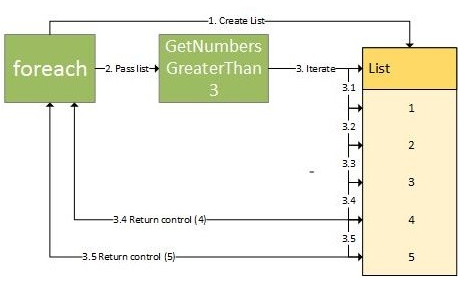 1. Create List
foreach
2. Pass list
GetNumbers
GreaterThan
3
3. Iterate
List
3.1
1
3.2
2
3.3
3
3.4
3.4 Return control (4)
4
3.5
3.5 Return control (5)
5